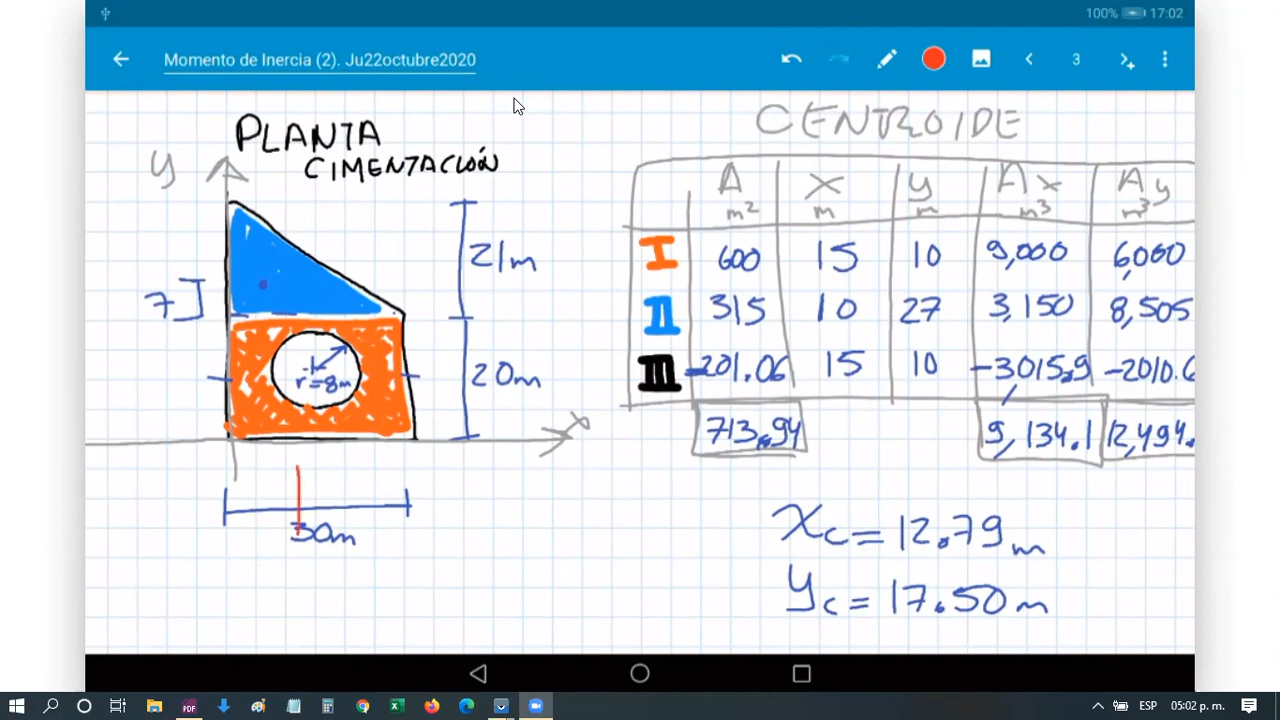 100% 17:02
Momento de Inercia (2). Ju22octubre2020
3
PLANTA
CIMENTACIÓN
y
21m
7
20m
r=8m
x
30m
CENTROIDE
A x y A x A y
m2 m m m3 m3
I 600 15 10 9,000 6,000
II 315 10 27 3,150 8,505
III -201.06 15 10 -3015.9 -2010.6
713.94 9,134.1 12,494.
xc = 12.79 m
yc = 17.50 m
ESP 05:02 p. m.